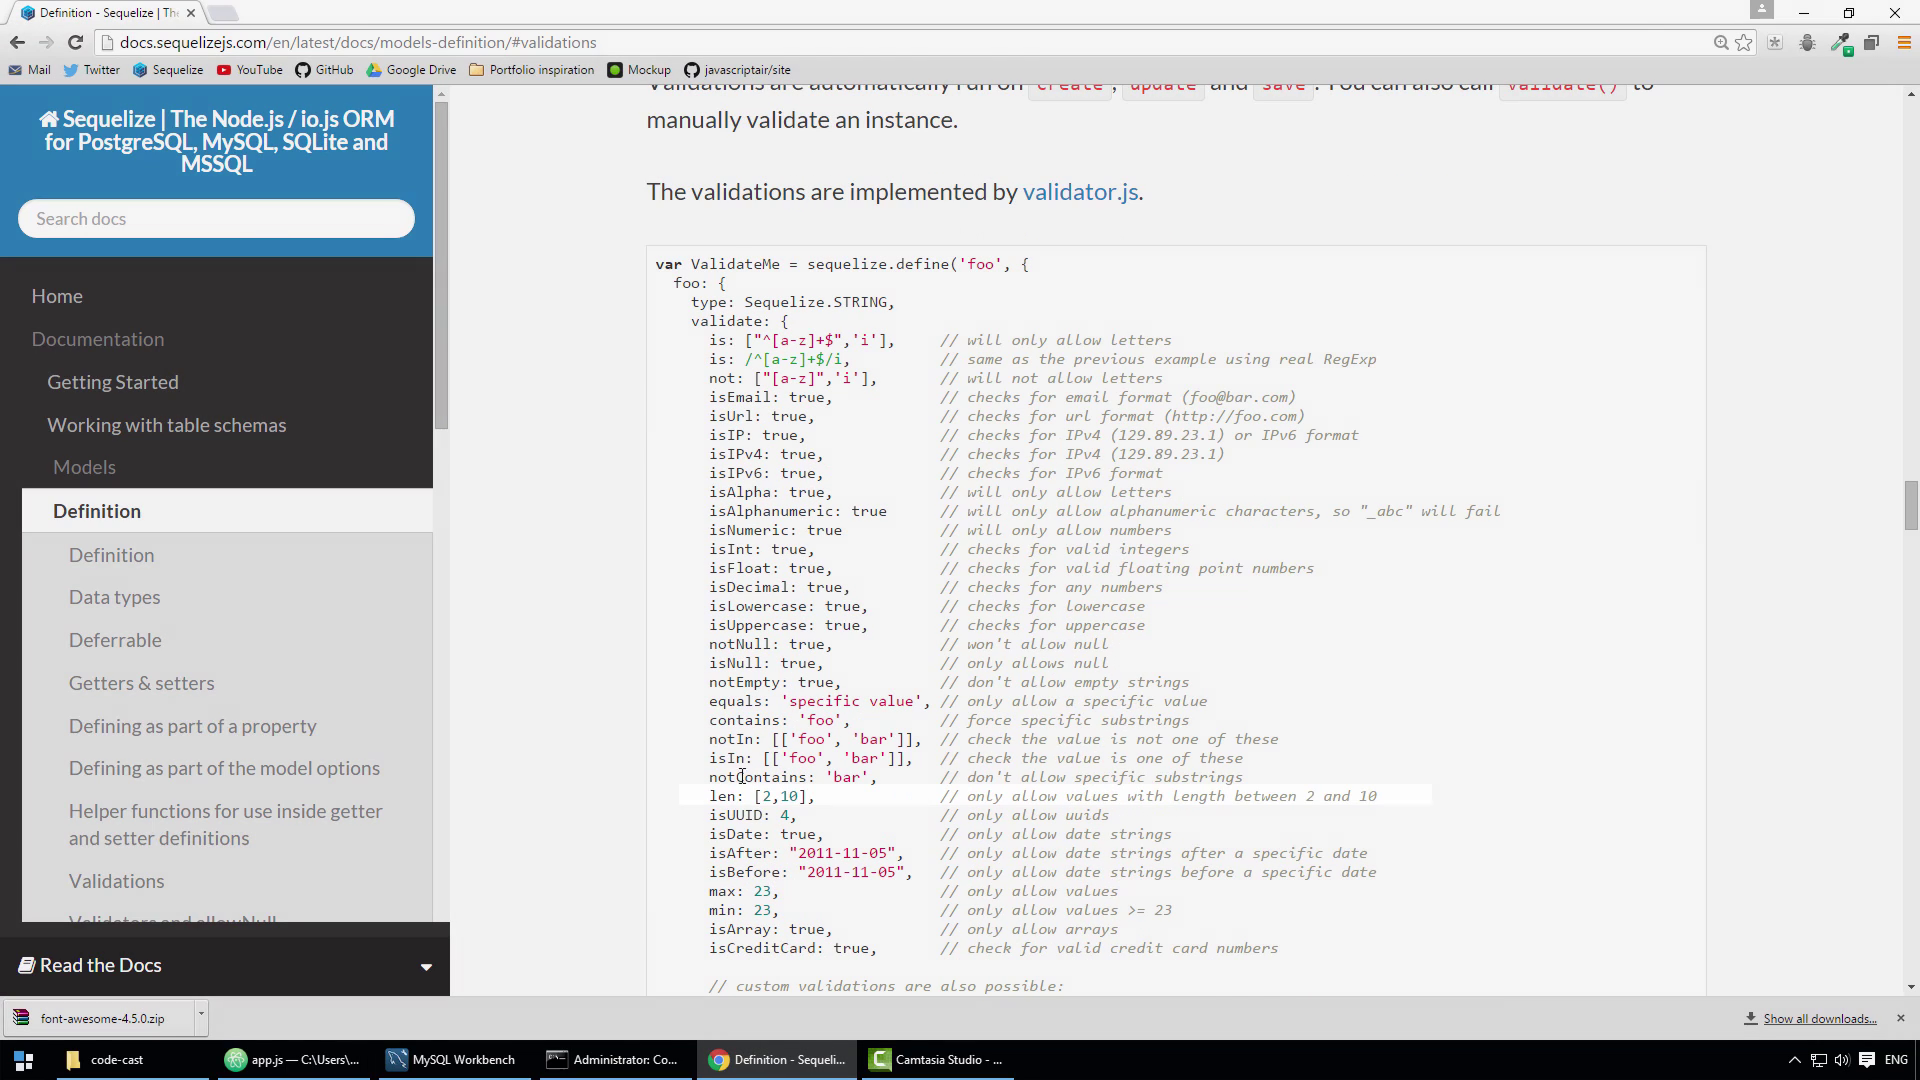 Definition - Sequelize | The
docs.sequelizejs.com/en/latest/docs/models-definition/#validations
Mail Twitter Sequelize YouTube GitHub Google Drive Portfolio inspiration Mockup javascriptair/site
Sequelize | The Node.js / io.js ORM
for PostgreSQL, MySQL, SQLite and
MSSQL
Search docs
Home
Documentation
Getting Started
Working with table schemas
Models
Definition
Definition
Data types
Deferrable
Getters & setters
Defining as part of a property
Defining as part of the model options
Helper functions for use inside getter
and setter definitions
Validations
Validators and allowNull
Read the Docs
Validations are automatically run on create, update and save. You can also call validate() to
manually validate an instance.
The validations are implemented by validator.js.
var ValidateMe = sequelize.define('foo', {
foo: {
type: Sequelize.STRING,
validate: {
is: ["^[a-z]+$",'i'], // will only allow letters
is: /^[a-z]+$/i, // same as the previous example using real RegExp
not: ["[a-z]",'i'], // will not allow letters
isEmail: true, // checks for email format (foo@bar.com)
isUrl: true, // checks for url format (http://foo.com)
isIP: true, // checks for IPv4 (129.89.23.1) or IPv6 format
isIPv4: true, // checks for IPv4 (129.89.23.1)
isIPv6: true, // checks for IPv6 format
isAlpha: true, // will only allow letters
isAlphanumeric: true // will only allow alphanumeric characters, so "_abc" will fail
isNumeric: true // will only allow numbers
isInt: true, // checks for valid integers
isFloat: true, // checks for valid floating point numbers
isDecimal: true, // checks for any numbers
isLowercase: true, // checks for lowercase
isUppercase: true, // checks for uppercase
notNull: true, // won't allow null
isNull: true, // only allows null
notEmpty: true, // don't allow empty strings
equals: 'specific value', // only allow a specific value
contains: 'foo', // force specific substrings
notIn: [['foo', 'bar']], // check the value is not one of these
isIn: [['foo', 'bar']], // check the value is one of these
notContains: 'bar', // don't allow specific substrings
len: [2,10], // only allow values with length between 2 and 10
isUUID: 4, // only allow uuids
isDate: true, // only allow date strings
isAfter: "2011-11-05", // only allow date strings after a specific date
isBefore: "2011-11-05", // only allow date strings before a specific date
max: 23, // only allow values
min: 23, // only allow values >= 23
isArray: true, // only allow arrays
isCreditCard: true, // check for valid credit card numbers
// custom validations are also possible:
font-awesome-4.5.0.zip
Show all downloads...
code-cast app.js — C:\Users\... MySQL Workbench Administrator: Co... Definition - Sequeli... Camtasia Studio - ... ENG